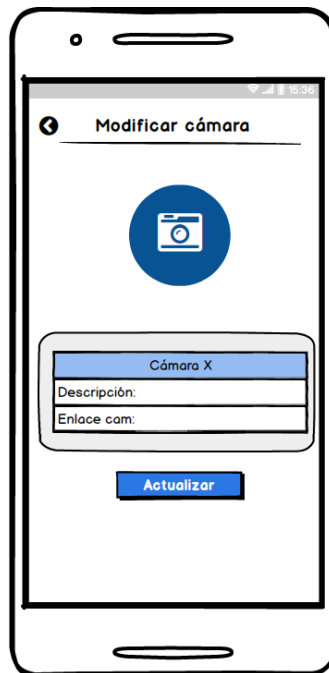 15:36
Modificar cámara
Cámara X
Descripción:
Enlace cam:
Actualizar